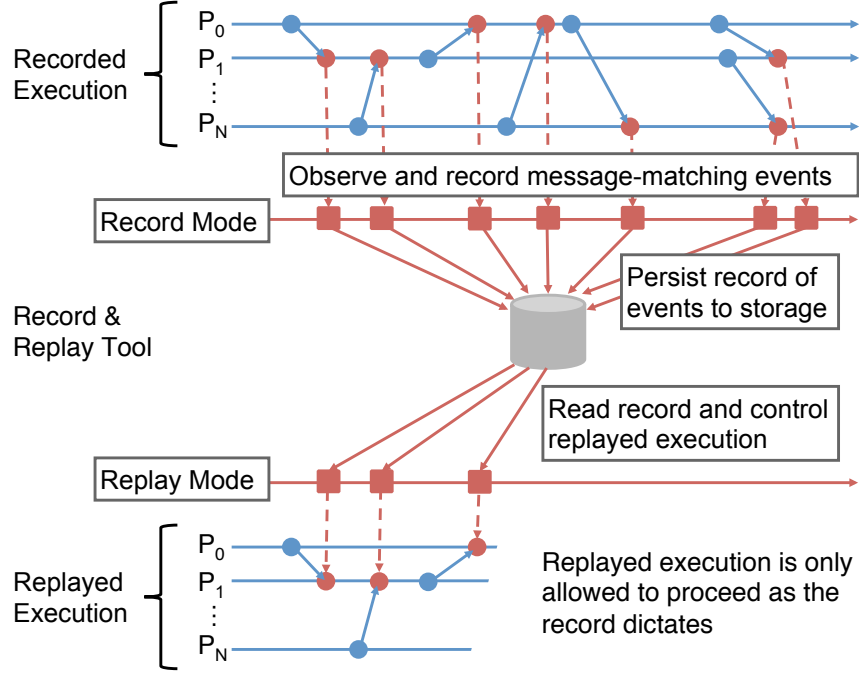 P0
Recorded
Execution
P1
⋮
PN
Observe and record message-matching events
Record Mode
Persist record of
events to storage
Record &
Replay Tool
Read record and control
replayed execution
Replay Mode
P0
Replayed
Execution
P1
⋮
PN
Replayed execution is only
allowed to proceed as the
record dictates